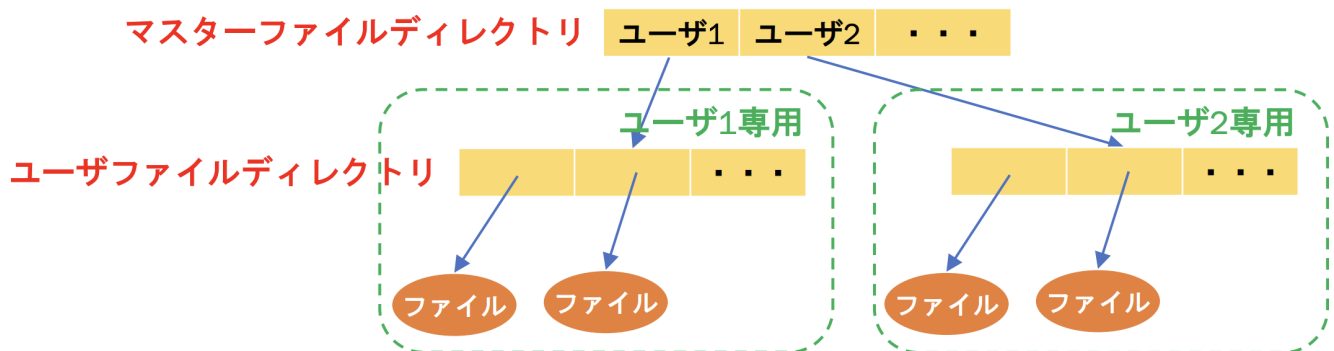 マスターファイルディレクトリ ユーザ1 ユーザ2 ・・・
ユーザ1専用 ユーザ2専用
ユーザファイルディレクトリ ・・・ ・・・
ファイル ファイル ファイル ファイル